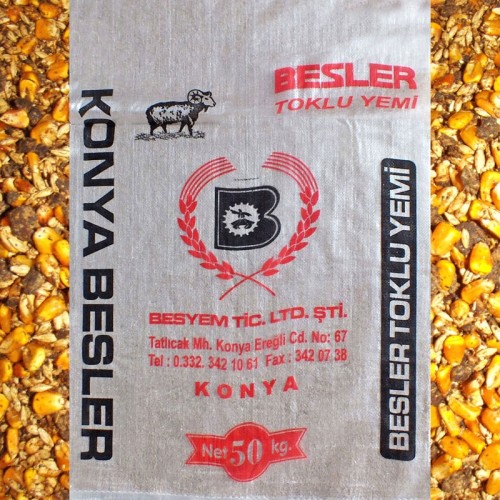 BESLER
TOKLU YEMİ
KONYA BESLER
B
BESLER TOKLU YEMİ
BESYEM TİC. LTD. ŞTİ.
Tatlıcak Mh. Konya Ereğli Cd. No: 67
Tel : 0.332. 342 10 61 Fax : 342 07 38
KONYA
Net 50 kg.